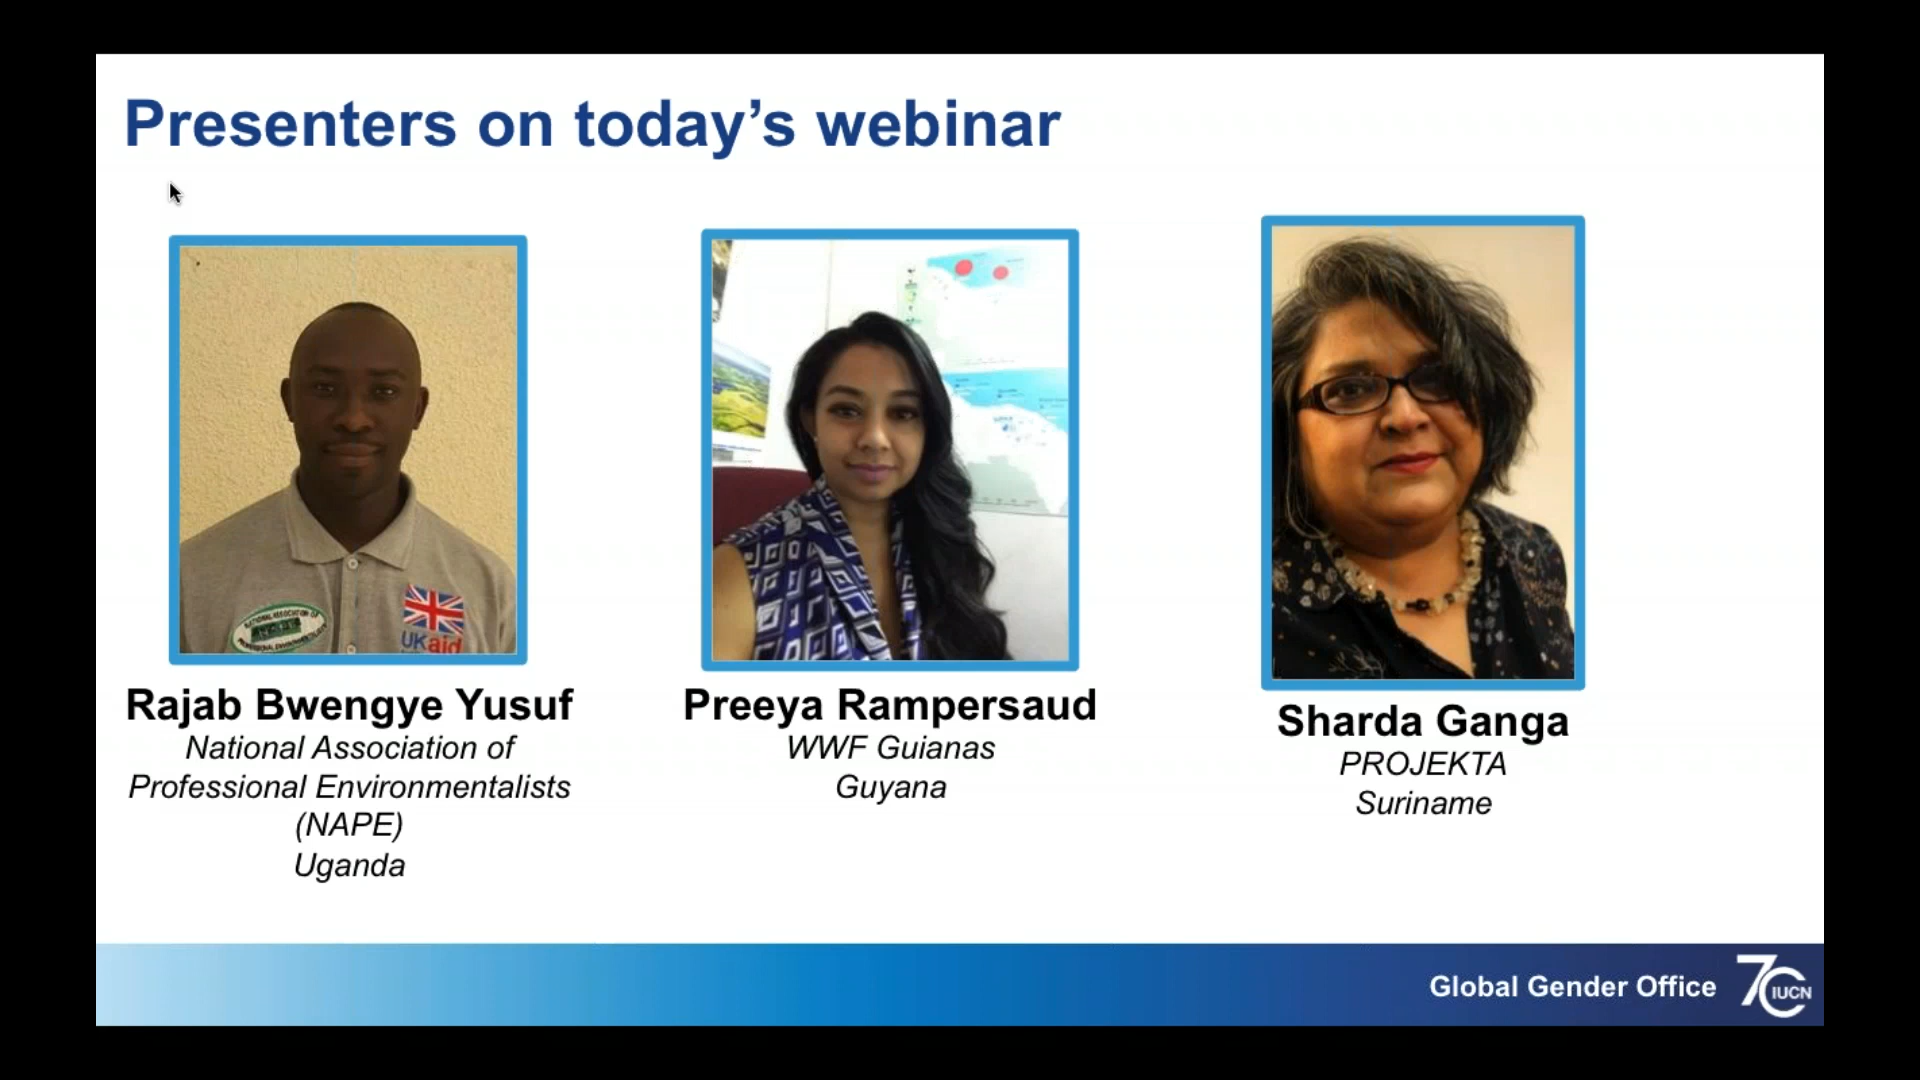 Presenters on today’s webinar
UKaid
Rajab Bwengye Yusuf
National Association of
Professional Environmentalists
(NAPE)
Uganda
Preeya Rampersaud
WWF Guianas
Guyana
Sharda Ganga
PROJEKTA
Suriname
Global Gender Office
IUCN